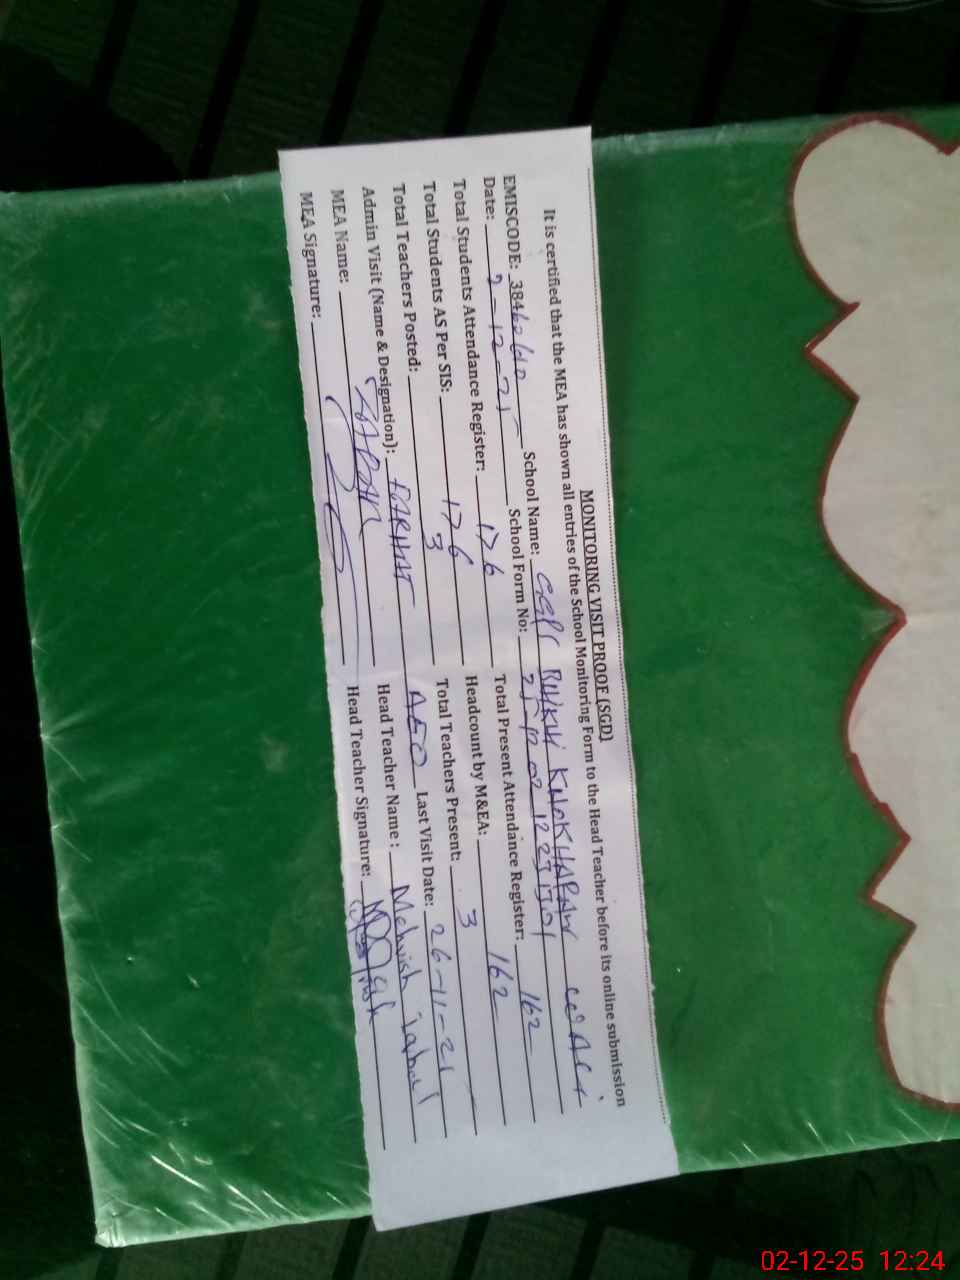 MONITORING VISIT PROOF (SGD)
It is certified that the MEA has shown all entries of the School Monitoring Form to the Head Teacher before its online submission
EMISCODE: School Name: KHOKHARAN
Date: 2-12-25 School Form No:
Total Students Attendance Register: 176 Total Present Attendance Register: 162
Total Students AS Per SIS: 176 Headcount by M&EA: 162
Total Teachers Posted: 3 Total Teachers Present: 3
Admin Visit (Name & Designation): FARHAT AEO Last Visit Date: 26-11-25
MEA Name: Head Teacher Name: Mehwish
MEA Signature: Head Teacher Signature:
02-12-25 12:24